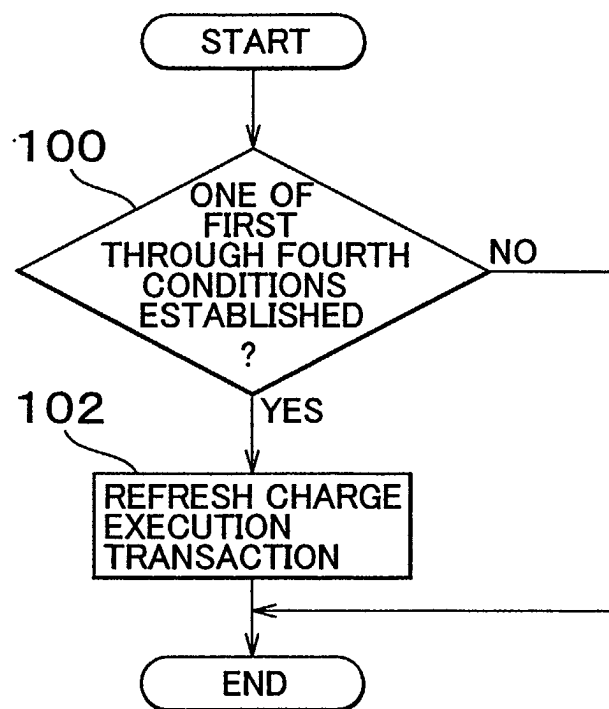 START
100
ONE OF
FIRST
THROUGH FOURTH
CONDITIONS
ESTABLISHED
?
NO
YES
102
REFRESH CHARGE
EXECUTION
TRANSACTION
END